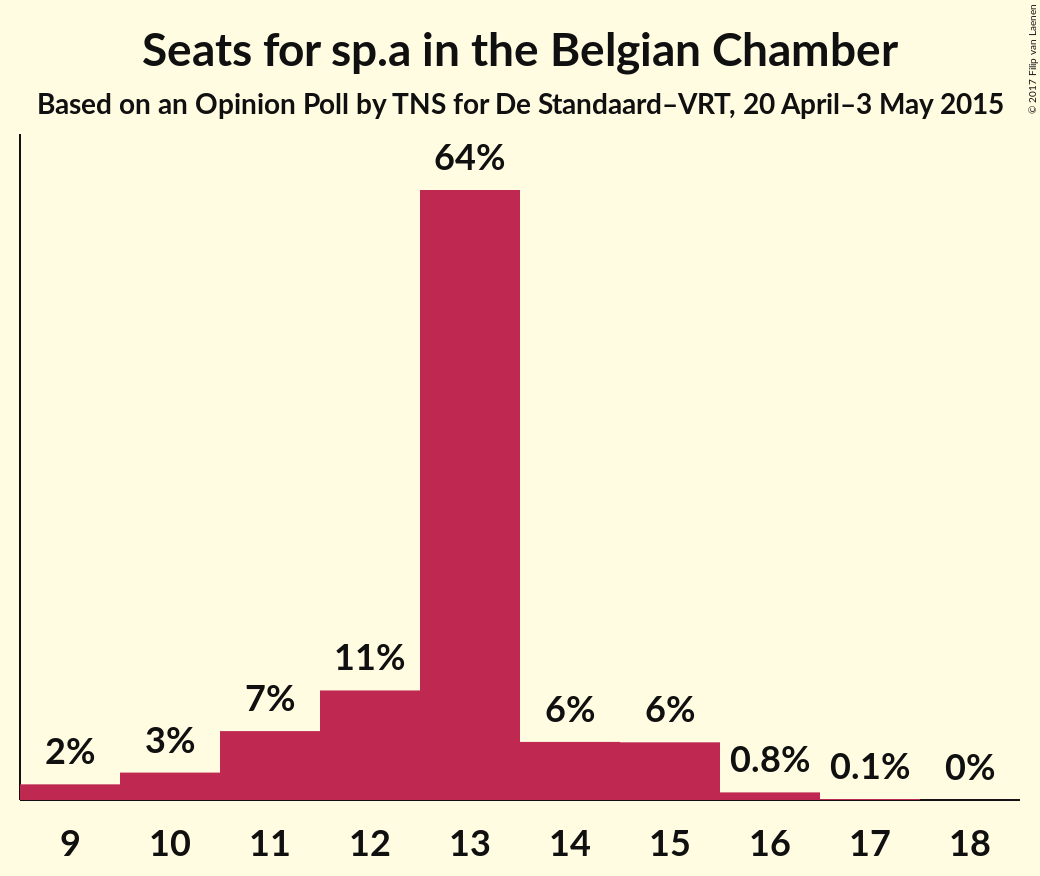 Seats for sp.a in the Belgian Chamber
Based on an Opinion Poll by TNS for De Standaard–VRT, 20 April–3 May 2015
© 2017 Filip van Laenen
64%
11%
7%
6%
6%
3%
2%
0.8%
0.1%
0%
9 10 11 12 13 14 15 16 17 18